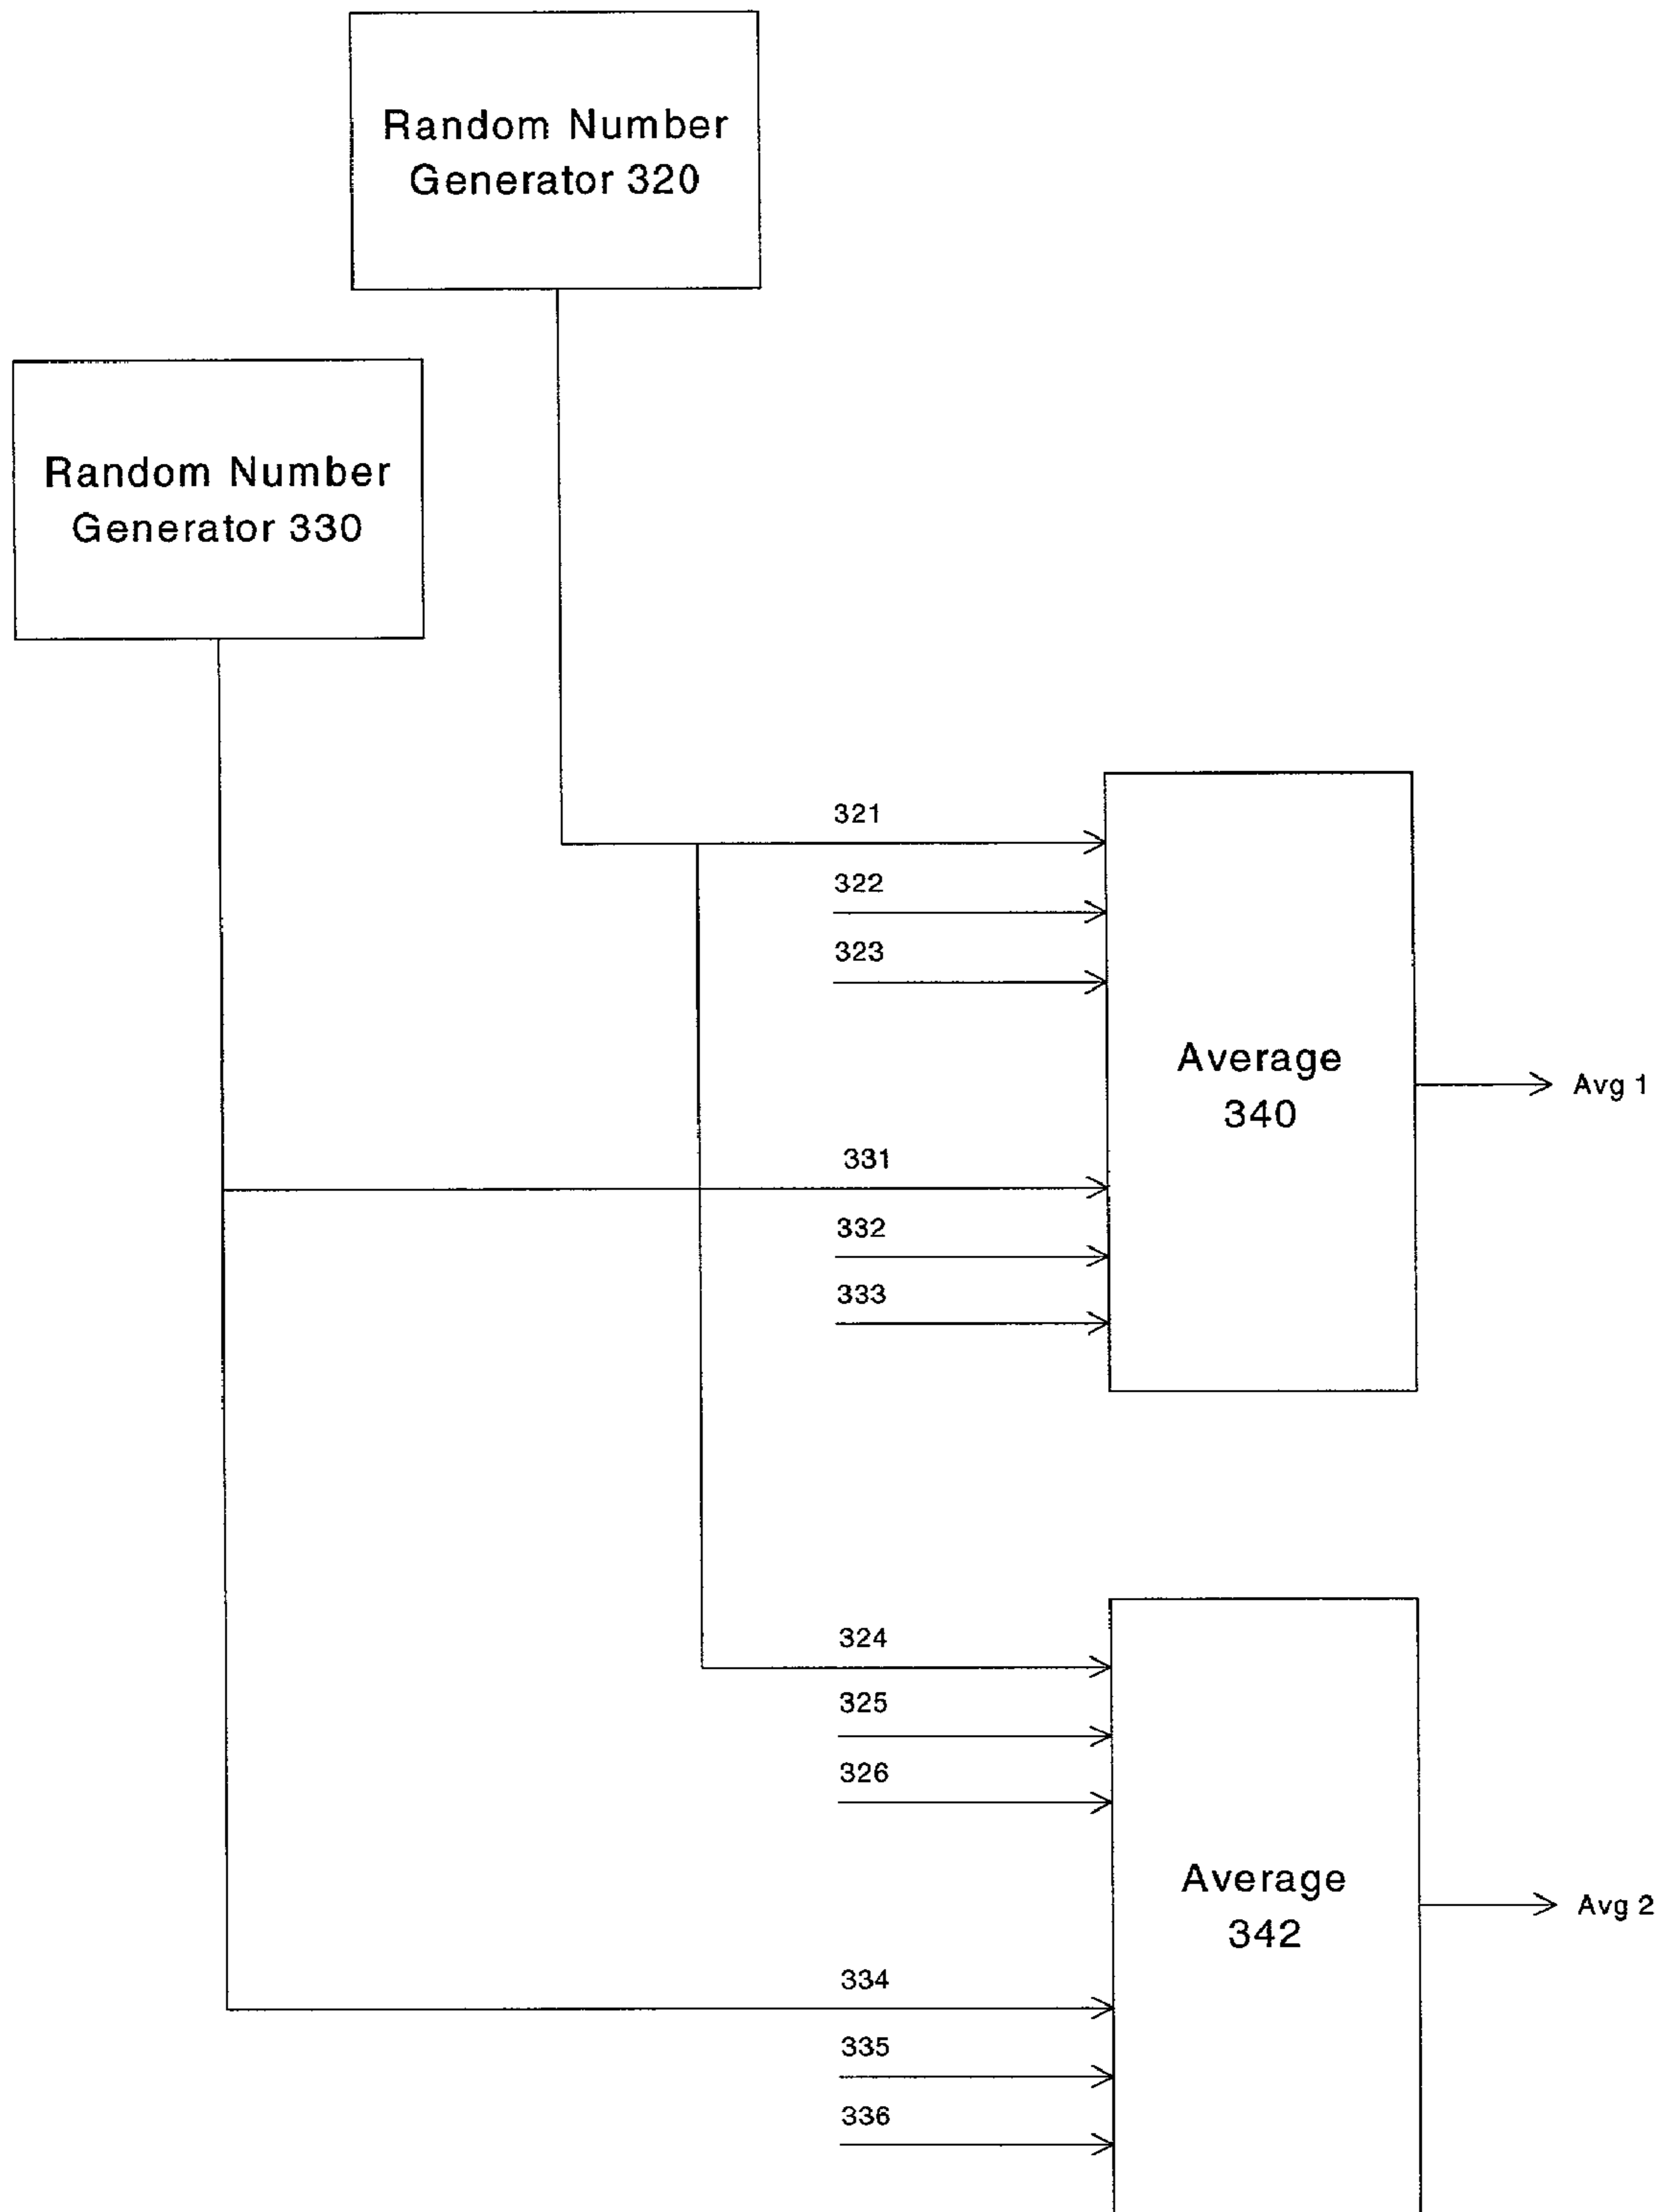 Random Number
Generator 320
Random Number
Generator 330
321
322
323
Average
340
Avg 1
331
332
333
324
325
326
Average
342
Avg 2
334
335
336